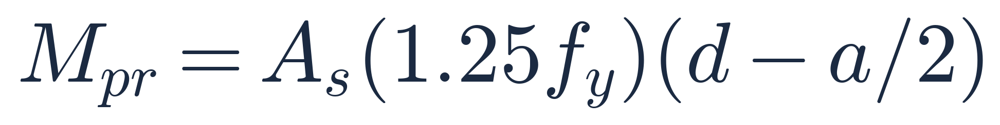 M_{pr} = A_s(1.25f_y)(d - a/2)